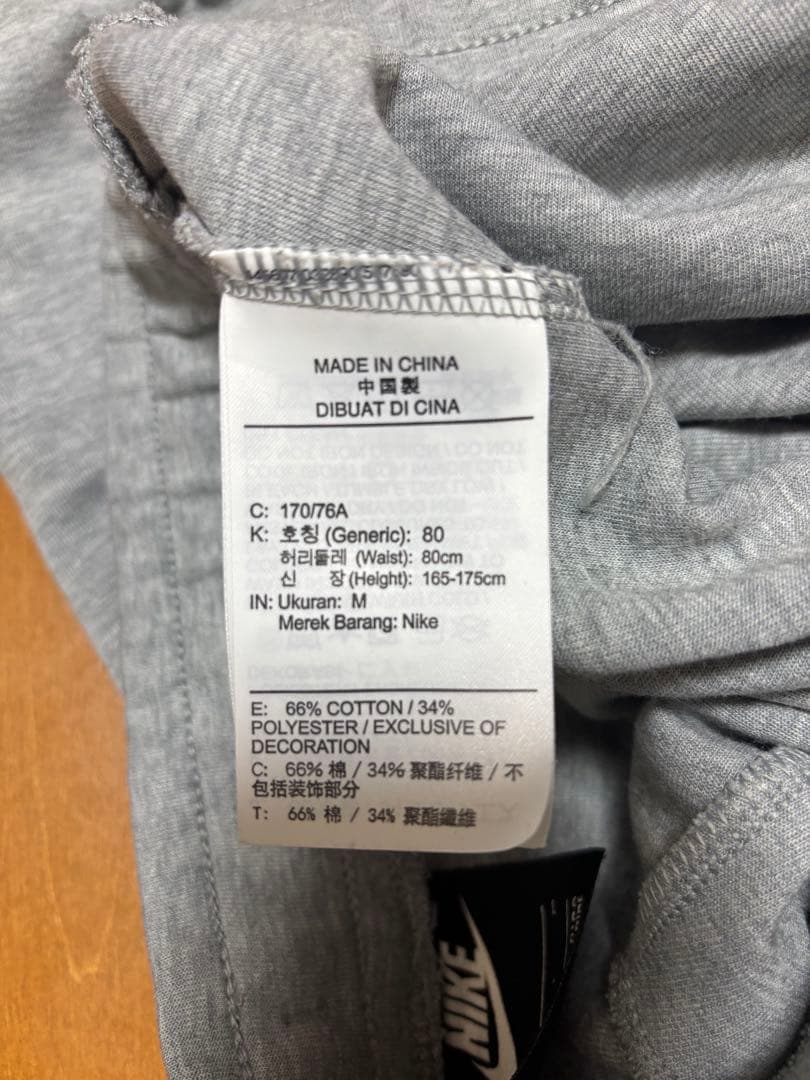 MADE IN CHINA
中国製
DIBUAT DI CINA
C: 170/76A
K: 호칭 (Generic): 80
허리둘레 (Waist): 80cm
신 장 (Height): 165-175cm
IN: Ukuran: M
Merek Barang: Nike
E: 66% COTTON / 34%
POLYESTER / EXCLUSIVE OF
DECORATION
C: 66% 棉 / 34% 聚酯纤维 / 不
包括装饰部分
T: 66% 棉 / 34% 聚酯纖維
NIKE